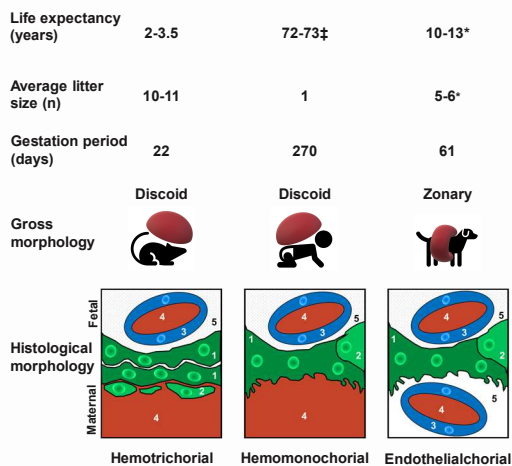 Life expectancy
(years)
2-3.5
72-73‡
10-13*
Average litter
size (n)
10-11
1
5-6*
Gestation period
(days)
22
270
61
Discoid
Discoid
Zonary
Gross
morphology
Histological
morphology
Fetal
Maternal
4
3
5
1
1
2
4
1
4
3
5
2
4
1
4
3
5
2
5
4
3
Hemotrichorial
Hemomonochorial
Endothelialchorial